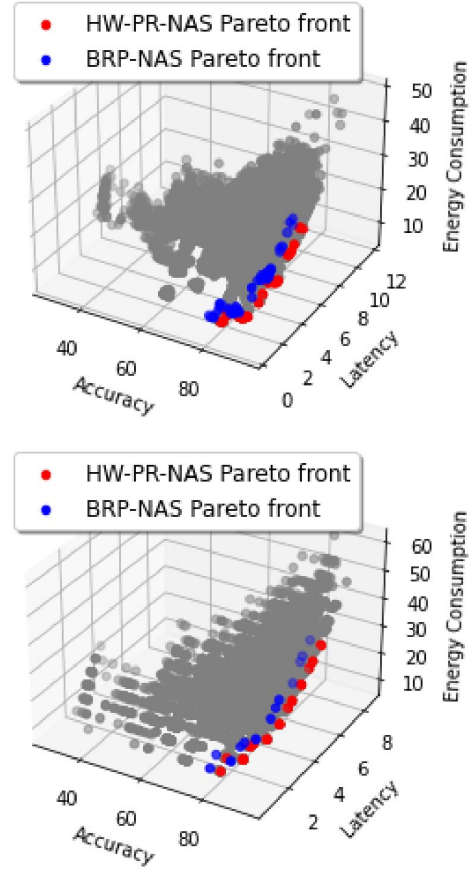 HW-PR-NAS Pareto front
BRP-NAS Pareto front
50
40
30
20
10
Energy Consumption
12
10
8
6
4
2
0
Latency
40
60
80
Accuracy
HW-PR-NAS Pareto front
BRP-NAS Pareto front
60
50
40
30
20
10
Energy Consumption
8
6
4
2
Latency
40
60
80
Accuracy